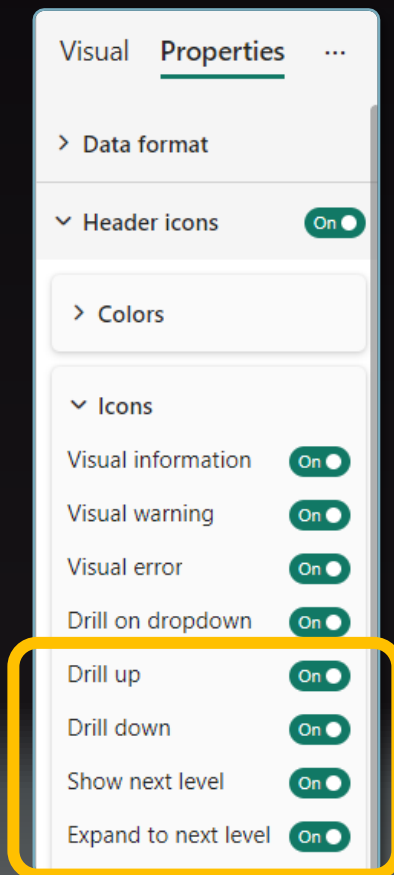 Visual Properties ...
Data format
Header icons On
Colors
Icons
Visual information On
Visual warning On
Visual error On
Drill on dropdown On
Drill up On
Drill down On
Show next level On
Expand to next level On